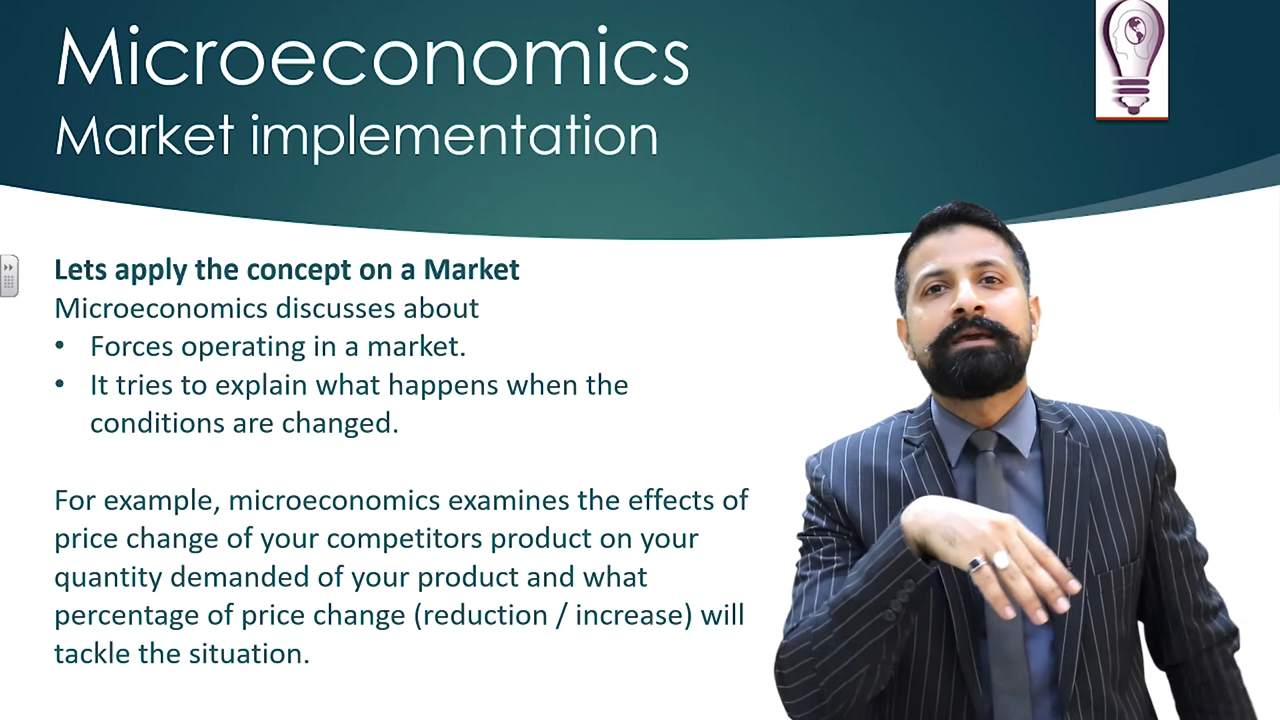 Microeconomics
Market implementation
Lets apply the concept on a Market
Microeconomics discusses about
• Forces operating in a market.
• It tries to explain what happens when the
conditions are changed.
For example, microeconomics examines the effects of
price change of your competitors product on your
quantity demanded of your product and what
percentage of price change (reduction / increase) will
tackle the situation.